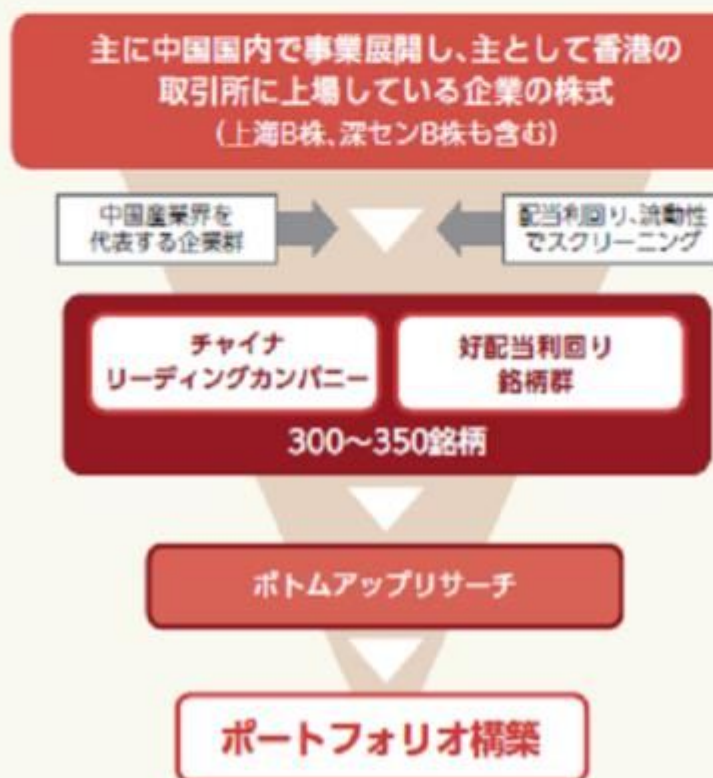 主に中国国内で事業展開し、主として香港の
取引所に上場している企業の株式
(上海B株、深センB株も含む)
中国産業界を
代表する企業群
配当利回り、流動性
でスクリーニング
チャイナ
リーディングカンパニー
好配当利回り
銘柄群
300〜350銘柄
ボトムアップリサーチ
ポートフォリオ構築